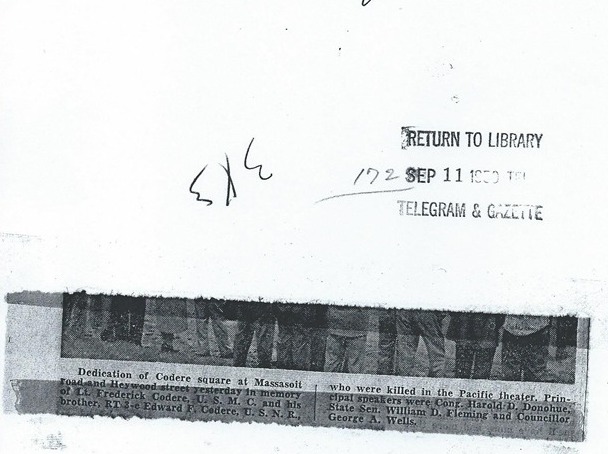 RETURN TO LIBRARY
172 SEP 11
TELEGRAM & GAZETTE
Dedication of Codere square at Massasoit
road and Heywood street yesterday in memory
of Lt. Frederick Codere, U. S. M. C. and his
brother, RT 3-c Edward F. Codere, U. S. N. R.,
who were killed in the Pacific theater. Prin-
cipal speakers were Cong. Harold D. Donohue,
State Sen. William D. Fleming and Councillor
George A. Wells.